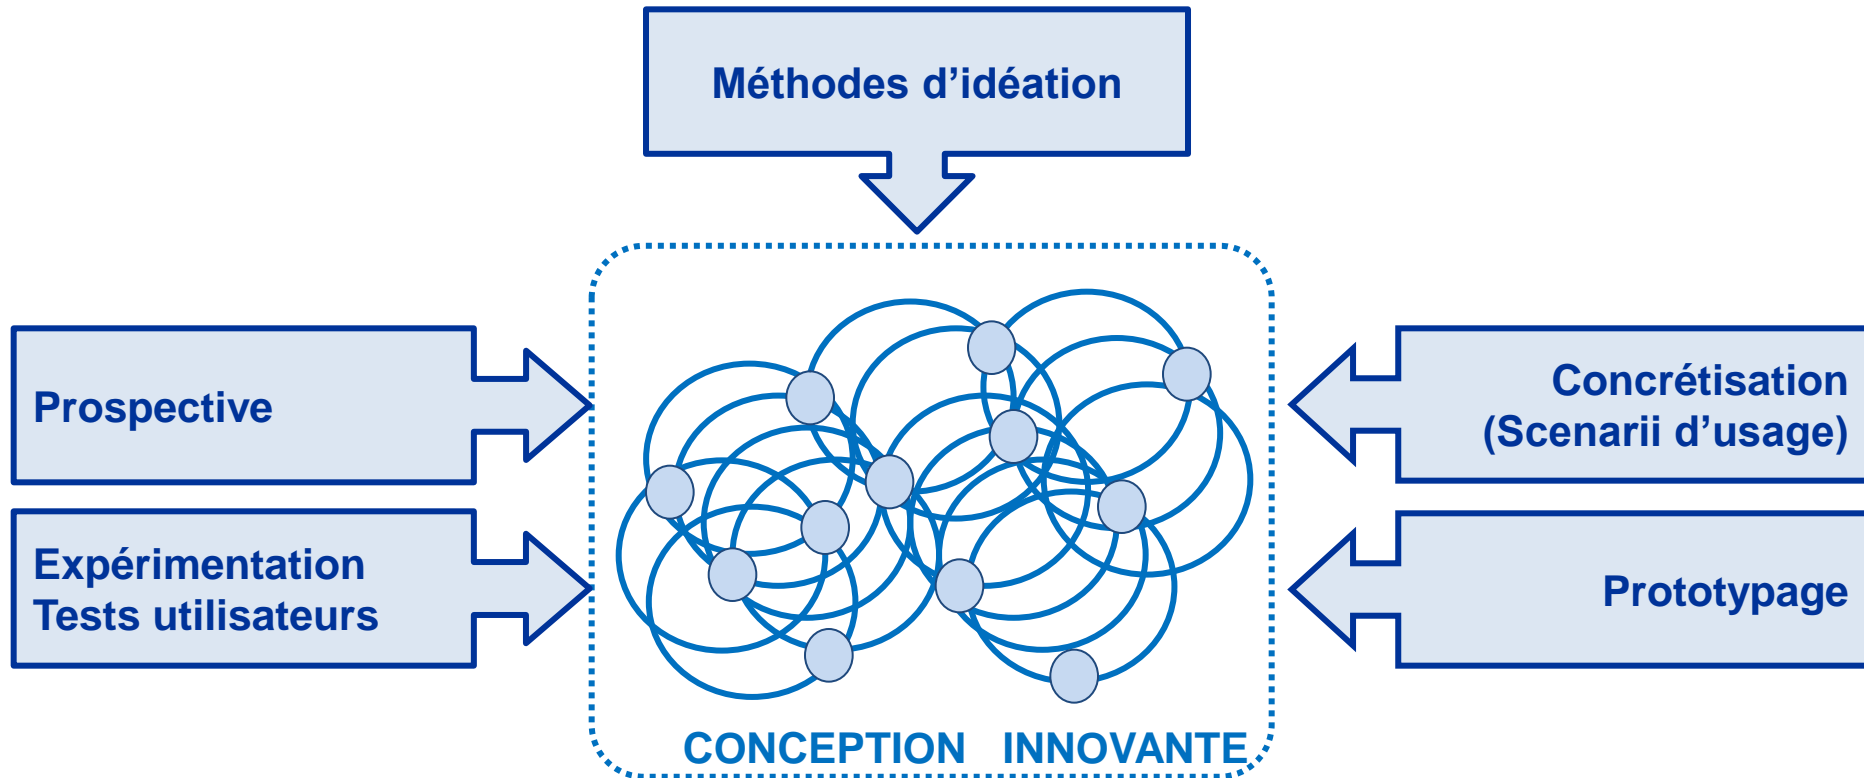 Méthodes d’idéation
Prospective
Expérimentation
Tests utilisateurs
Concrétisation
(Scenarii d’usage)
Prototypage
CONCEPTION INNOVANTE